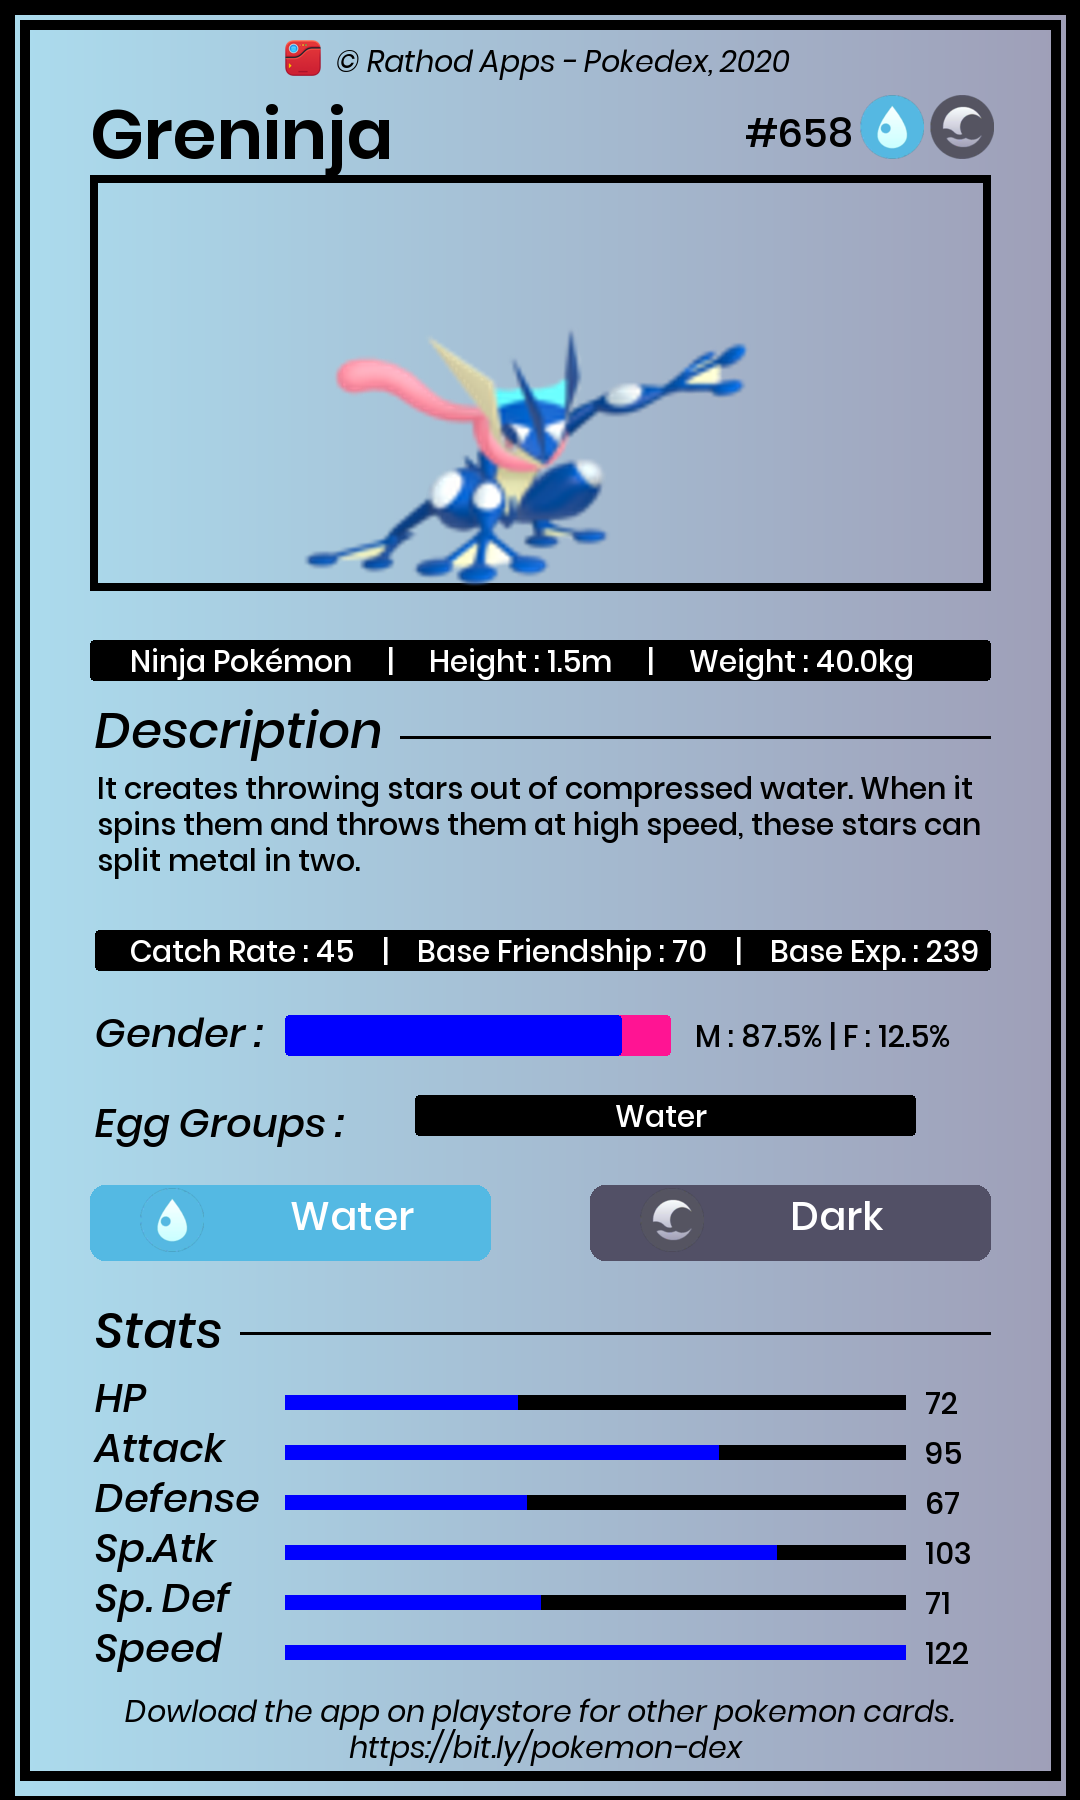 © Rathod Apps - Pokedex, 2020
Greninja
#658
Ninja Pokémon | Height : 1.5m | Weight : 40.0kg
Description
It creates throwing stars out of compressed water. When it
spins them and throws them at high speed, these stars can
split metal in two.
Catch Rate : 45 | Base Friendship : 70 | Base Exp. : 239
Gender : M : 87.5% | F : 12.5%
Egg Groups : Water
Water Dark
Stats
HP 72
Attack 95
Defense 67
Sp.Atk 103
Sp. Def 71
Speed 122
Dowload the app on playstore for other pokemon cards.
https://bit.ly/pokemon-dex